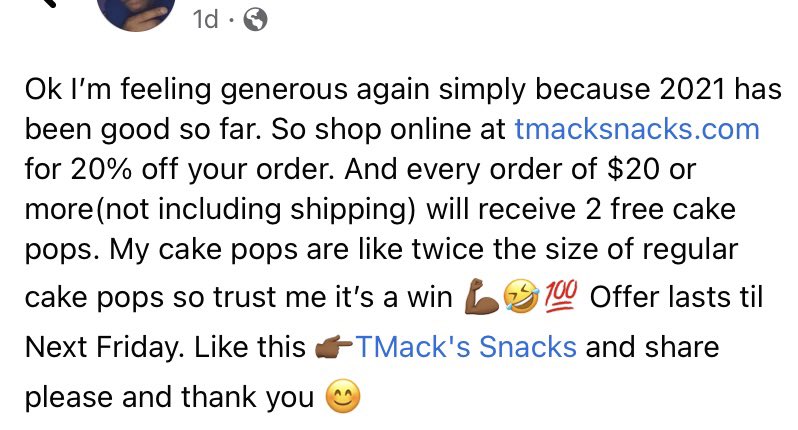 1d ·
Ok I’m feeling generous again simply because 2021 has
been good so far. So shop online at tmacksnacks.com
for 20% off your order. And every order of $20 or
more(not including shipping) will receive 2 free cake
pops. My cake pops are like twice the size of regular
cake pops so trust me it’s a win 💪🏾🤣💯 Offer lasts til
Next Friday. Like this 👉🏾TMack's Snacks and share
please and thank you 😊